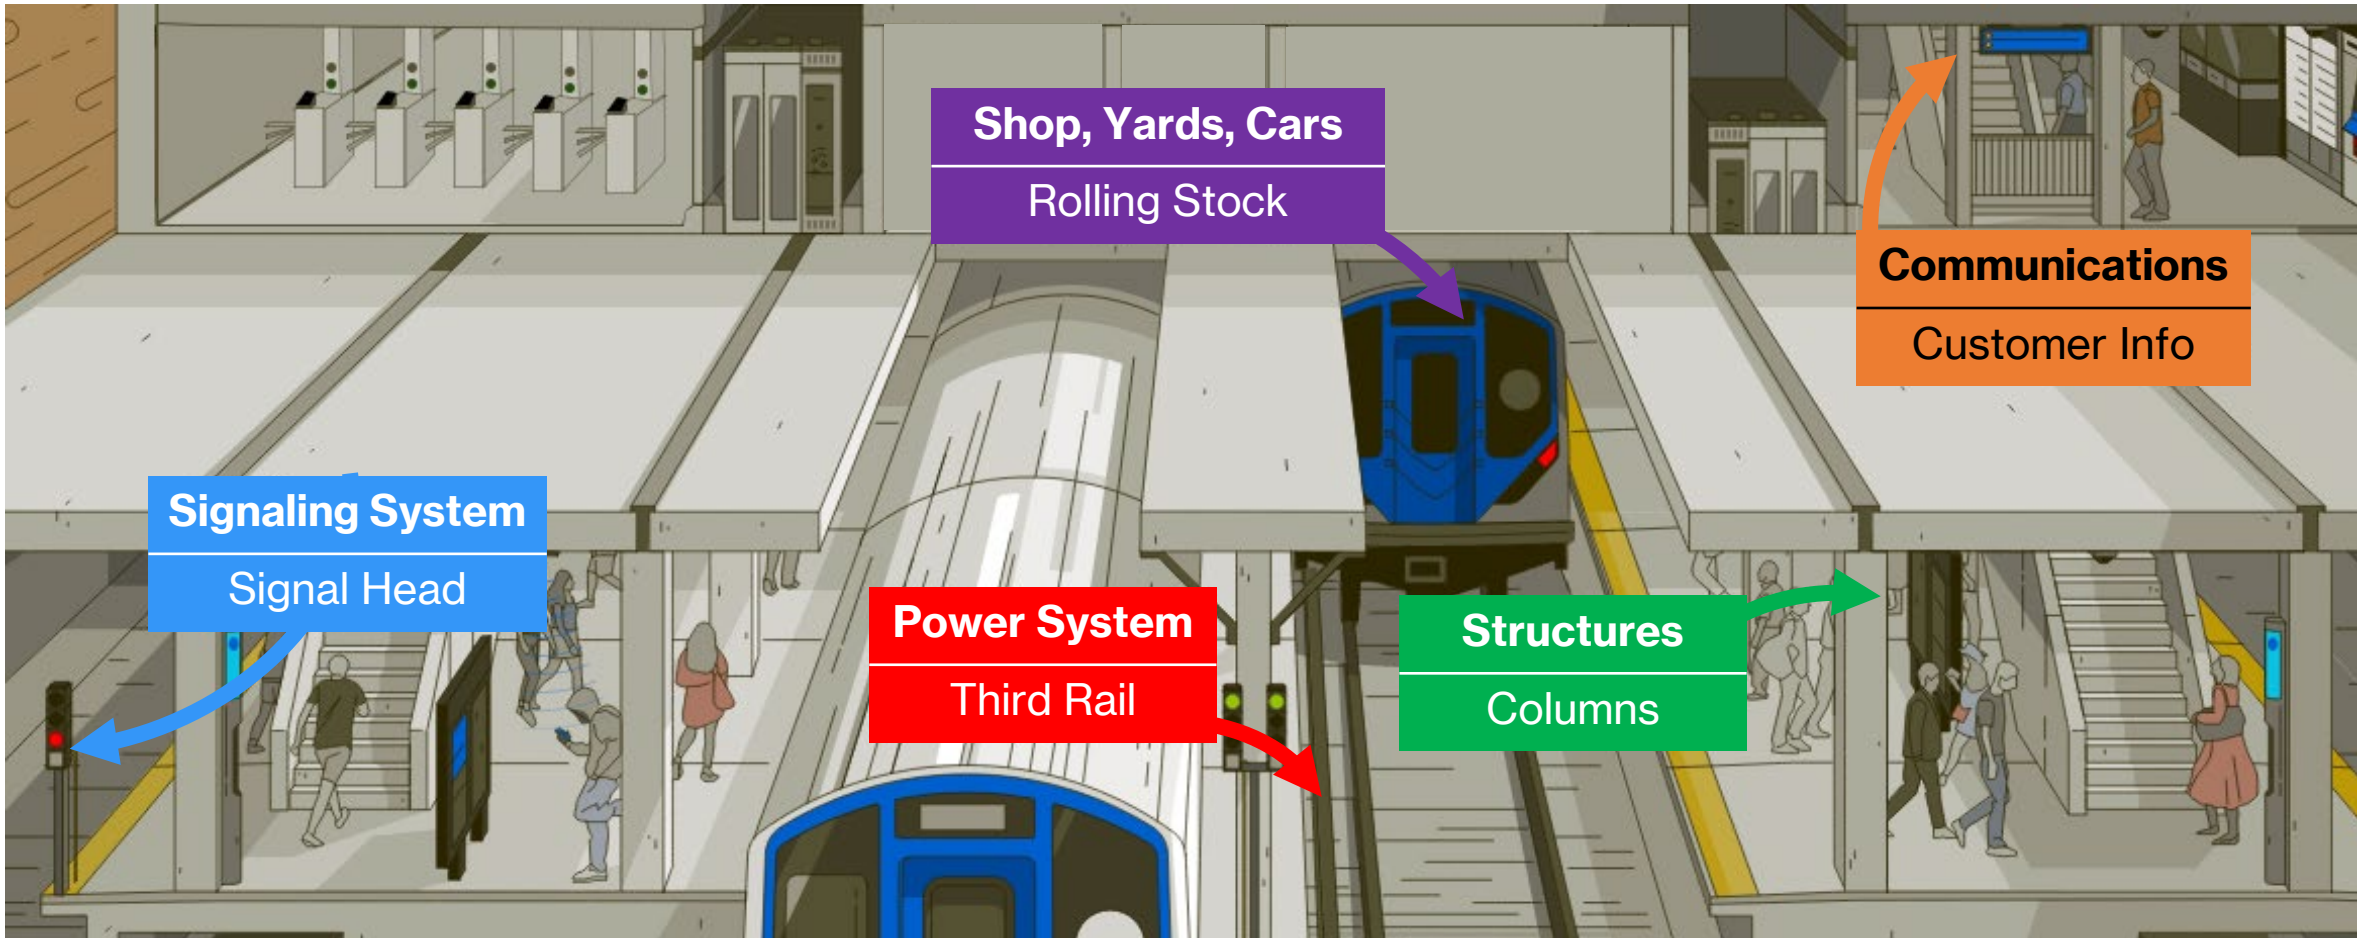 Shop, Yards, Cars
Rolling Stock
Communications
Customer Info
Signaling System
Signal Head
Power System
Third Rail
Structures
Columns